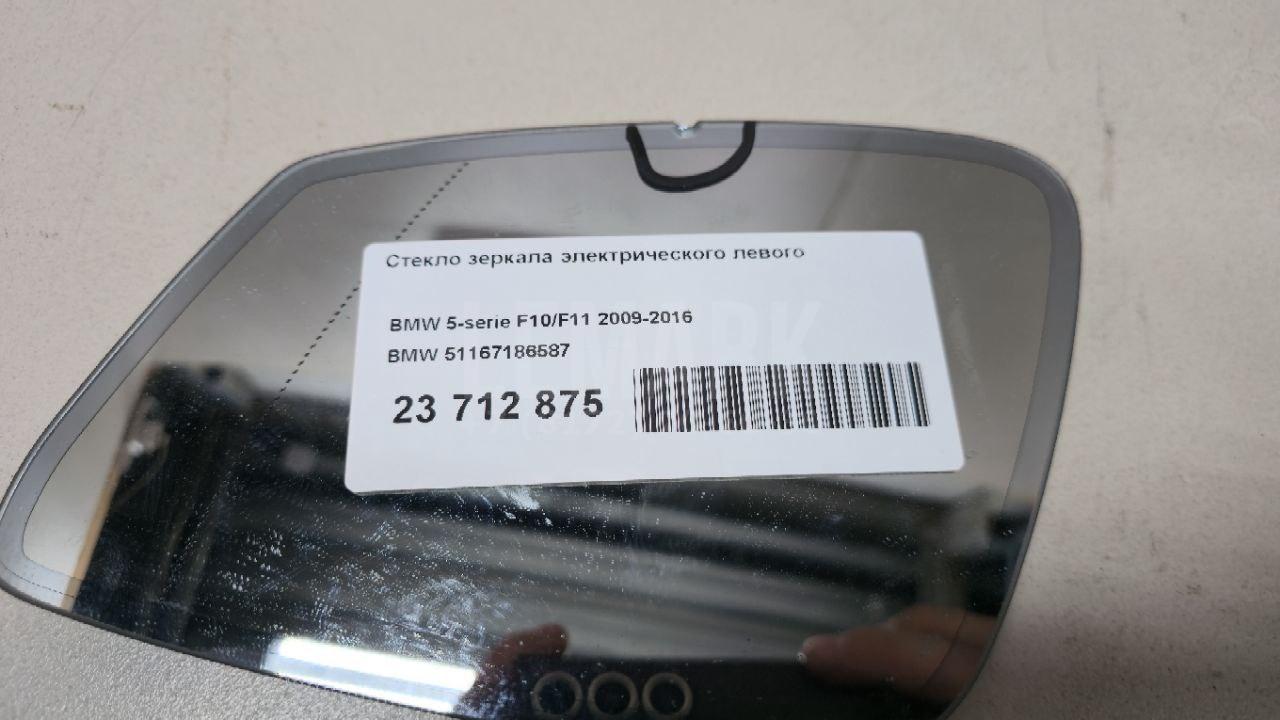 Стекло зеркала электрического левого
BMW 5-serie F10/F11 2009-2016
BMW 51167186587
23 712 875